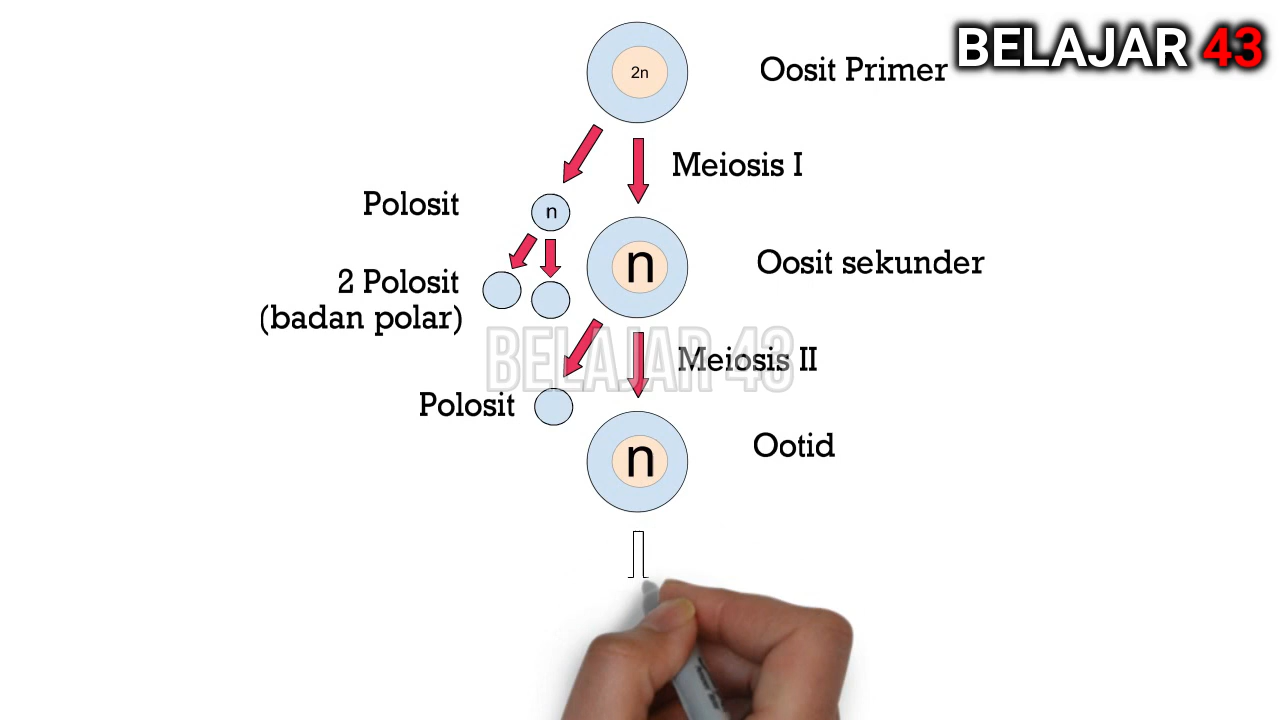 BELAJAR 43
2n
Oosit Primer
Meiosis I
Polosit
n
n
Oosit sekunder
2 Polosit
(badan polar)
BELAJAR 43
Meiosis II
Polosit
n
Ootid